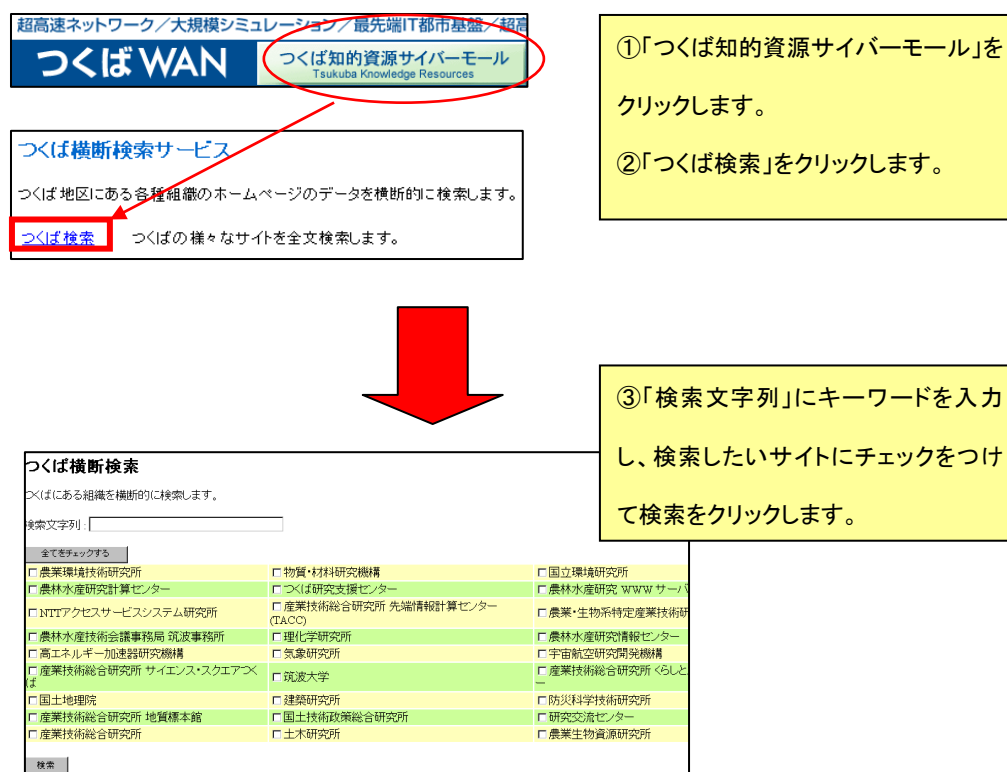 超高速ネットワーク／大規模シミュレーション／最先端IT都市基盤／超高
つくばWAN
つくば知的資源サイバーモール
Tsukuba Knowledge Resources
①「つくば知的資源サイバーモール」を
クリックします。
②「つくば検索」をクリックします。
つくば横断検索サービス
つくば地区にある各種組織のホームページのデータを横断的に検索します。
つくば検索 つくばの様々なサイトを全文検索します。
③「検索文字列」にキーワードを入力
し、検索したいサイトにチェックをつけ
て検索をクリックします。
つくば横断検索
つくばにある組織を横断的に検索します。
検索文字列:
全てをチェックする
農業環境技術研究所 物質・材料研究機構 国立環境研究所
農林水産研究計算センター つくば研究支援センター 農林水産研究 WWW サーバ
NTTアクセスサービスシステム研究所 産業技術総合研究所 先端情報計算センター 農業・生物系特定産業技術研
(TACC)
農林水産技術会議事務局 筑波事務所 理化学研究所 農林水産研究情報センター
高エネルギー加速器研究機構 気象研究所 宇宙航空研究開発機構
産業技術総合研究所 サイエンス・スクエアつく 筑波大学 産業技術総合研究所 くらしと
ば ー
国土地理院 建築研究所 防災科学技術研究所
産業技術総合研究所 地質標本館 国土技術政策総合研究所 研究交流センター
産業技術総合研究所 土木研究所 農業生物資源研究所
検索